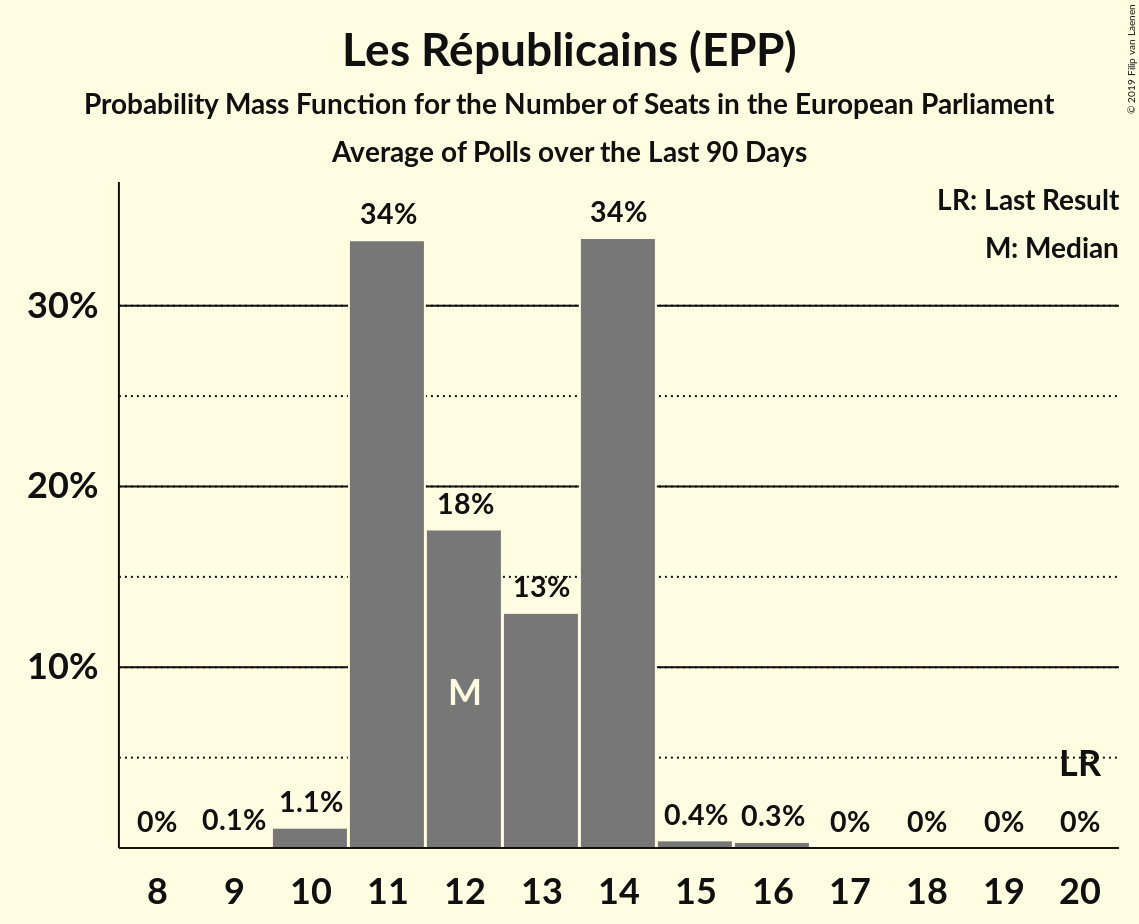 Les Républicains (EPP)
Probability Mass Function for the Number of Seats in the European Parliament
Average of Polls over the Last 90 Days
© 2019 Filip van Laenen
LR: Last Result
M: Median
34%
34%
30%
20%
18%
13%
10%
M
LR
0%
0.1%
1.1%
0.4%
0.3%
0%
0%
0%
0%
8 9 10 11 12 13 14 15 16 17 18 19 20